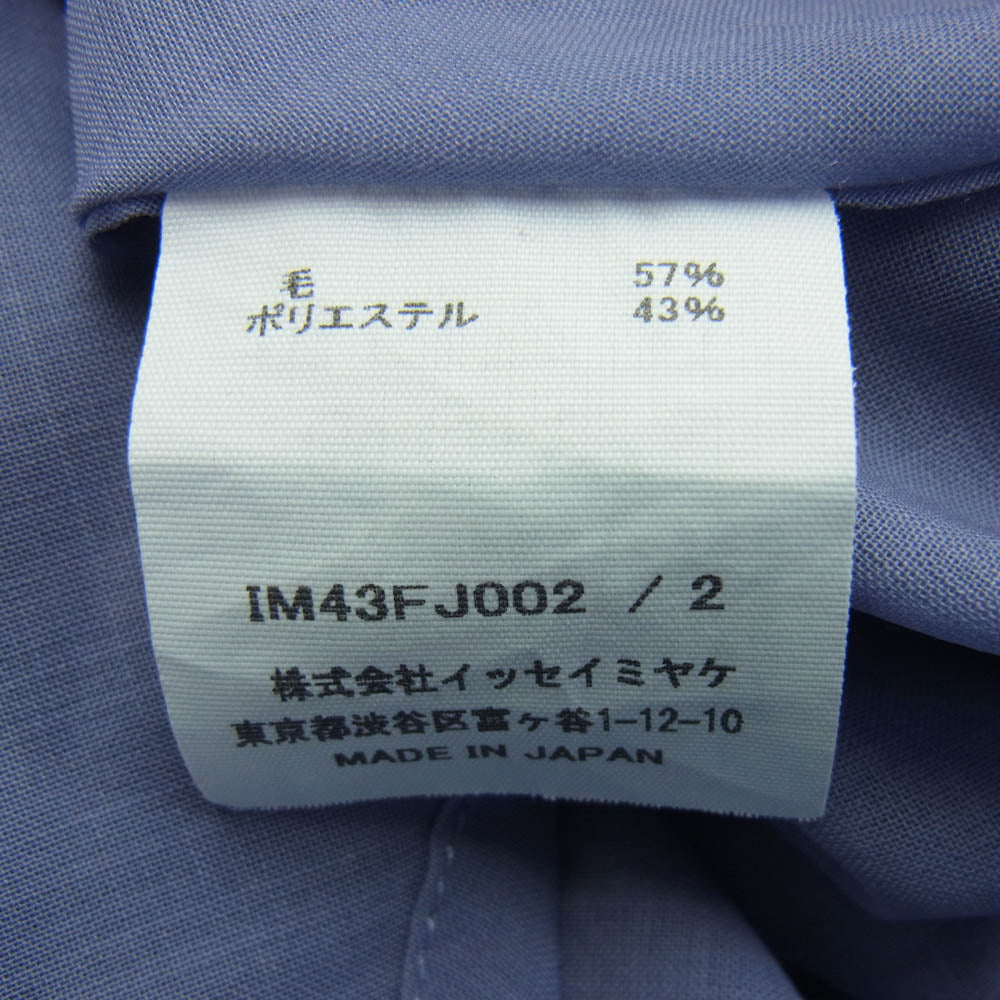 毛 57%
ポリエステル 43%
IM43FJ002 / 2
株式会社イッセイミヤケ
東京都渋谷区富ヶ谷1-12-10
MADE IN JAPAN